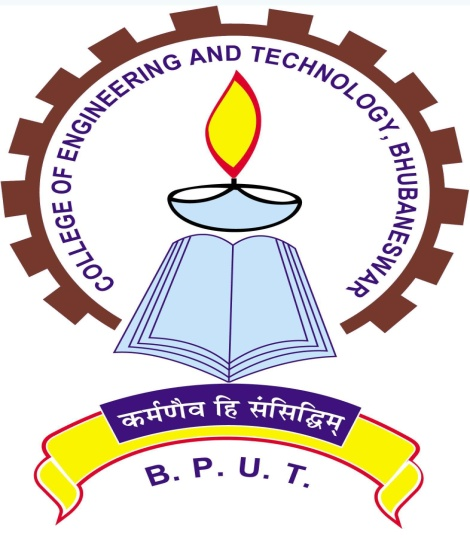 COLLEGE OF ENGINEERING AND TECHNOLOGY, BHUBANESWAR
कर्मणैव हि संसिद्धिम्
B. P. U. T.